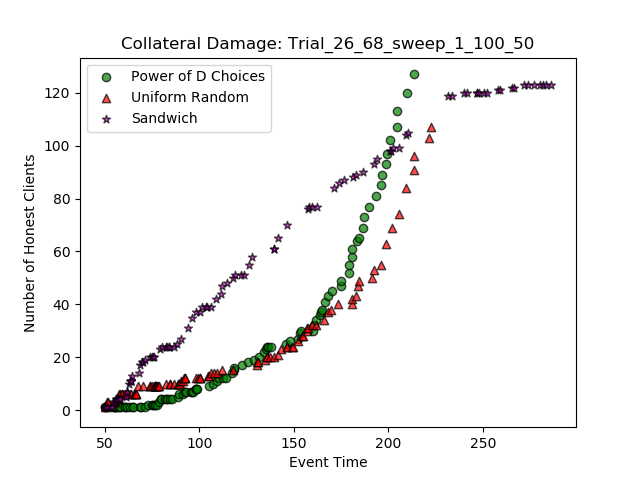 Collateral Damage: Trial_26_68_sweep_1_100_50
Power of D Choices
Uniform Random
Sandwich
Number of Honest Clients
120
100
80
60
40
20
0
50 100 150 200 250
Event Time